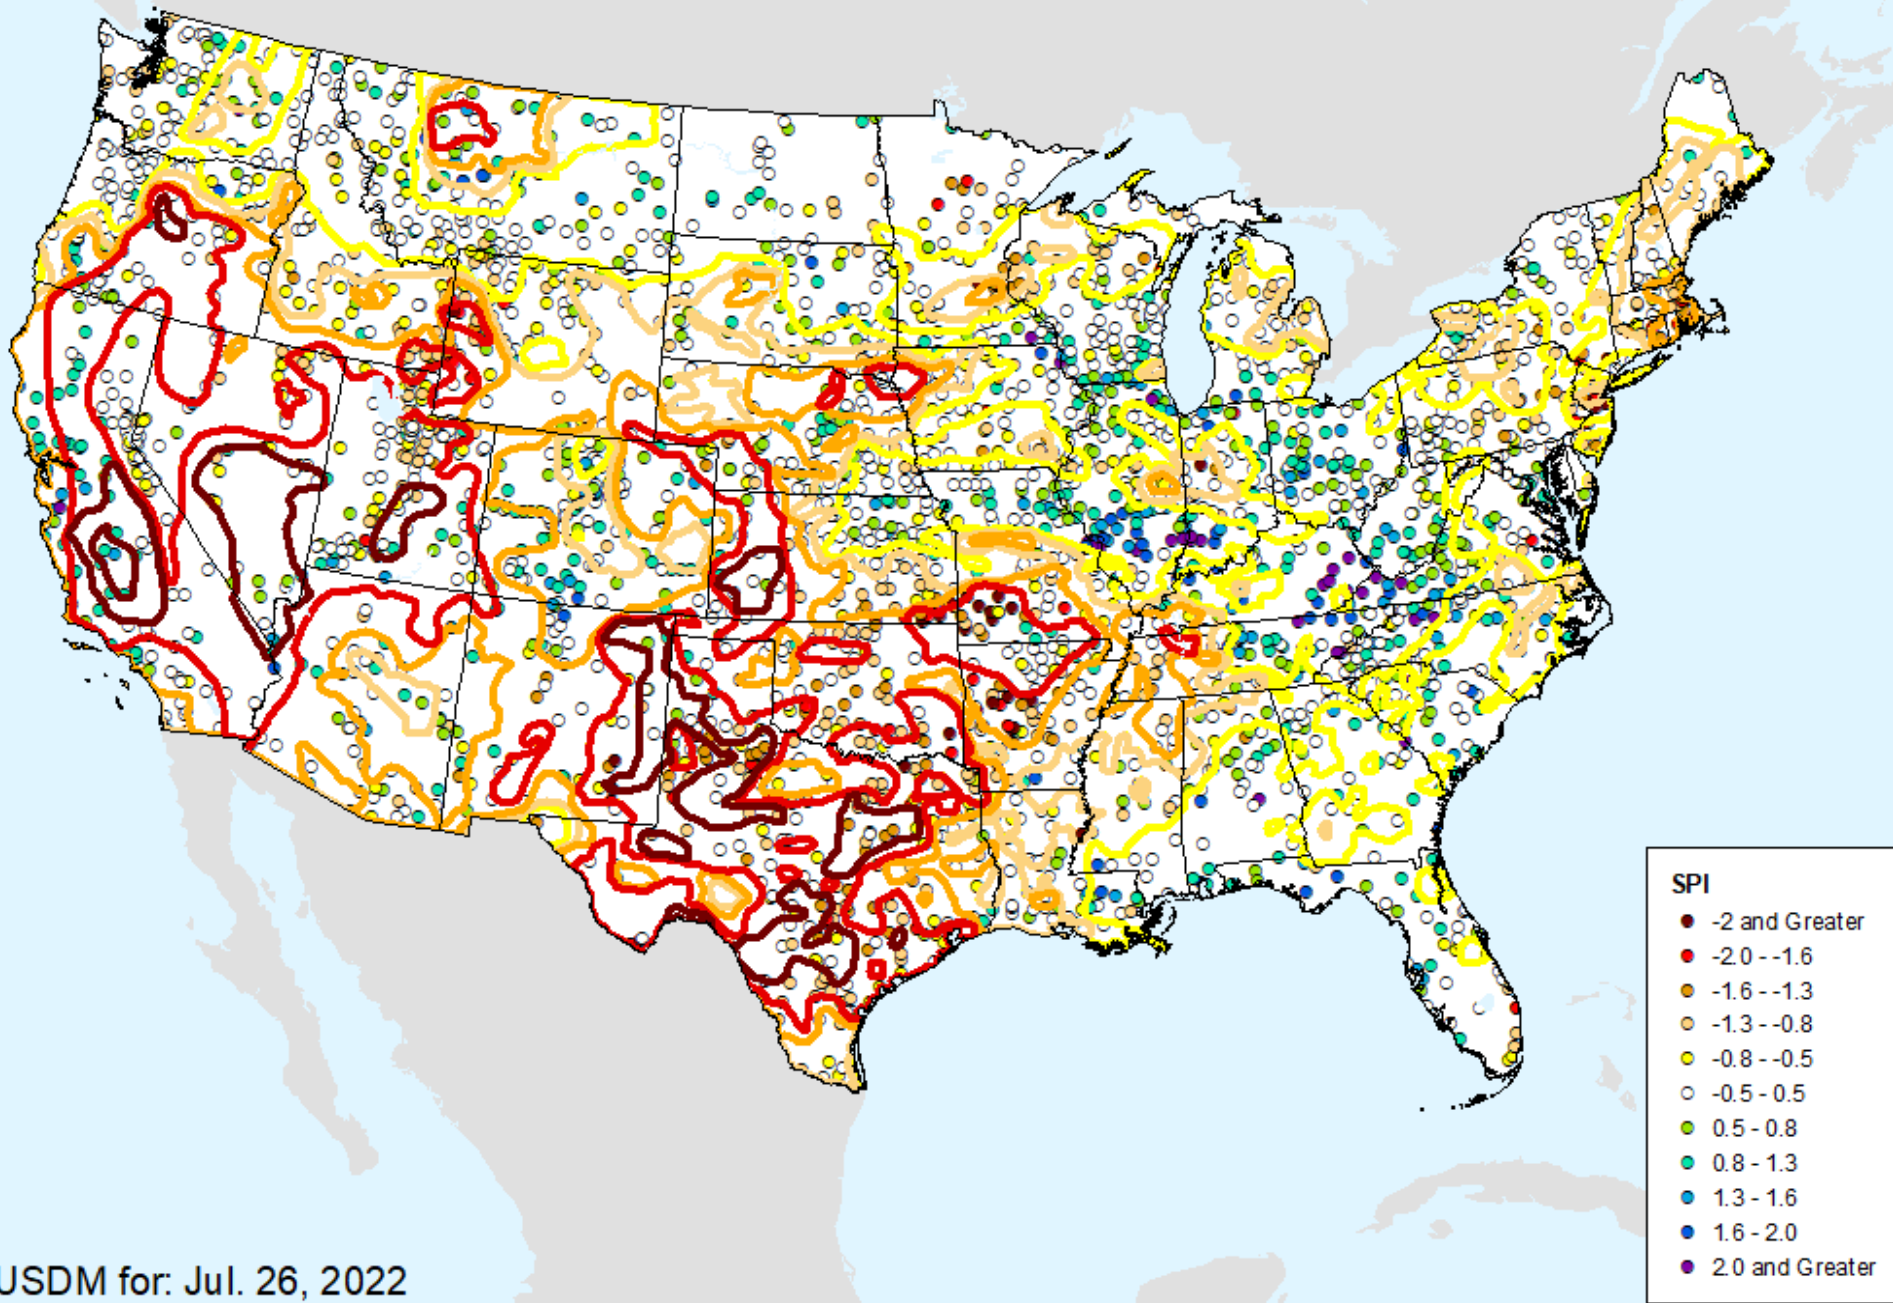 SPI
-2 and Greater
-2.0 - -1.6
-1.6 - -1.3
-1.3 - -0.8
-0.8 - -0.5
-0.5 - 0.5
0.5 - 0.8
0.8 - 1.3
1.3 - 1.6
1.6 - 2.0
2.0 and Greater
USDM for: Jul. 26, 2022